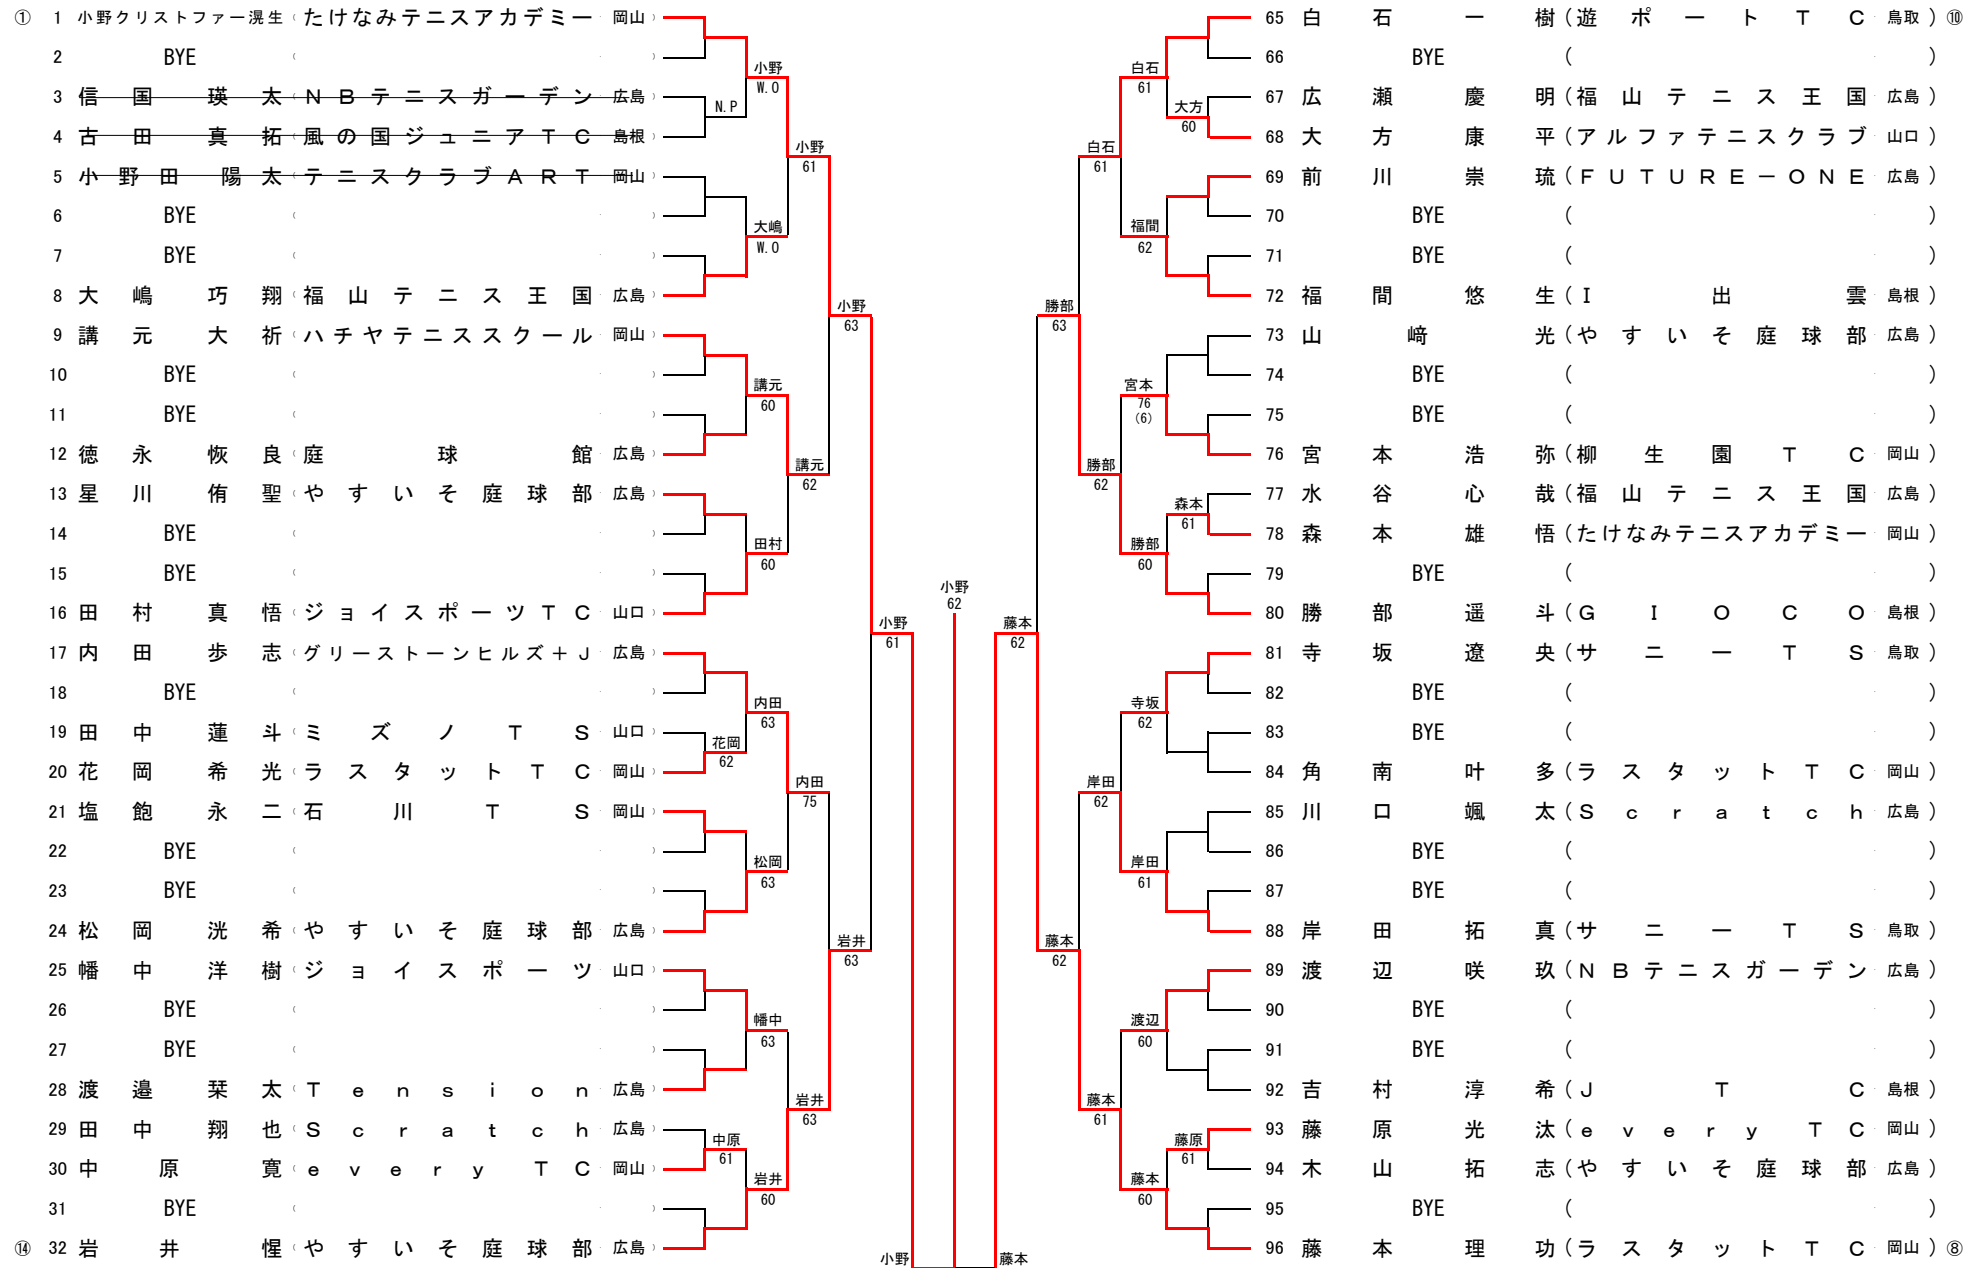 ① 1 小野クリストファー滉生 (たけなみテニスアカデミー 岡山)
2 BYE ( )
3 信国 瑛太 (NBテニスガーデン 広島)
4 古田 真拓 (風の国ジュニアTC 島根)
5 小野田 陽太 (テニスクラブART 岡山)
6 BYE ( )
7 BYE ( )
8 大嶋 巧翔 (福山テニス王国 広島)
9 講元 大祈 (ハチヤテニススクール 岡山)
10 BYE ( )
11 BYE ( )
12 徳永 恢良 (庭球館 広島)
13 星川 侑聖 (やすいそ庭球部 広島)
14 BYE ( )
15 BYE ( )
16 田村 真悟 (ジョイスポーツTC 山口)
17 内田 歩志 (グリーストーンヒルズ+J 広島)
18 BYE ( )
19 田中 蓮斗 (ミズノTS 山口)
20 花岡 希光 (ラスタットTC 岡山)
21 塩飽 永二 (石川TS 岡山)
22 BYE ( )
23 BYE ( )
24 松岡 洸希 (やすいそ庭球部 広島)
25 幡中 洋樹 (ジョイスポーツ 山口)
26 BYE ( )
27 BYE ( )
28 渡邉 栞太 (Tension 広島)
29 田中 翔也 (Scratch 広島)
30 中原 寛 (every TC 岡山)
31 BYE ( )
⑭ 32 岩井 惺 (やすいそ庭球部 広島)
N.P
花岡
62
中原
61
小野
W.O
大嶋
W.O
講元
60
田村
60
内田
63
松岡
63
幡中
63
岩井
60
小野
61
講元
62
内田
75
岩井
63
小野
63
岩井
63
小野
61
小野
小野
62
藤本
藤本
62
勝部
63
藤本
62
白石
61
勝部
62
岸田
62
藤本
61
白石
61
福間
62
宮本
76
(6)
勝部
60
寺坂
62
岸田
61
渡辺
60
藤本
60
大方
60
森本
61
藤原
61
65 白石 一樹 (遊ポートTC 鳥取) ⑩
66 BYE ( )
67 広瀬 慶明 (福山テニス王国 広島)
68 大方 康平 (アルファテニスクラブ 山口)
69 前川 崇琉 (FUTURE-ONE 広島)
70 BYE ( )
71 BYE ( )
72 福間 悠生 (I出雲 島根)
73 山﨑 光 (やすいそ庭球部 広島)
74 BYE ( )
75 BYE ( )
76 宮本 浩弥 (柳生園TC 岡山)
77 水谷 心哉 (福山テニス王国 広島)
78 森本 雄悟 (たけなみテニスアカデミー 岡山)
79 BYE ( )
80 勝部 遥斗 (GIOCO 島根)
81 寺坂 遼央 (サニーTS 鳥取)
82 BYE ( )
83 BYE ( )
84 角南 叶多 (ラスタットTC 岡山)
85 川口 颯太 (Scratch 広島)
86 BYE ( )
87 BYE ( )
88 岸田 拓真 (サニーTS 鳥取)
89 渡辺 咲玖 (NBテニスガーデン 広島)
90 BYE ( )
91 BYE ( )
92 吉村 淳希 (JTC 島根)
93 藤原 光汰 (every TC 岡山)
94 木山 拓志 (やすいそ庭球部 広島)
95 BYE ( )
96 藤本 理功 (ラスタットTC 岡山) ⑧